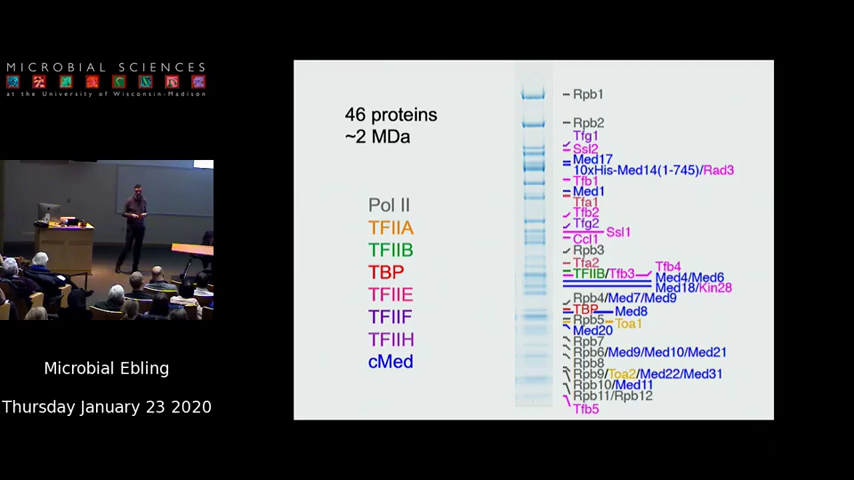 MICROBIAL SCIENCES
at the University of Wisconsin-Madison
Microbial Ebling
Thursday January 23 2020
46 proteins
~2 MDa
Pol II
TFIIA
TFIIB
TBP
TFIIE
TFIIF
TFIIH
cMed
Rpb1
Rpb2
Tfg1
Ssl2
Med17
10xHis-Med14(1-745)/Rad3
Tfb1
Med1
Tfa1
Tfb2
Tfg2
Ssl1
Ccl1
Rpb3
Tfa2
Tfb4
TFIIB/Tfb3
Med4/Med6
Med18/Kin28
Rpb4/Med7/Med9
TBP
Med8
Rpb5
Toa1
Med20
Rpb7
Rpb6/Med9/Med10/Med21
Rpb8
Rpb9/Toa2/Med22/Med31
Rpb10/Med11
Rpb11/Rpb12
Tfb5